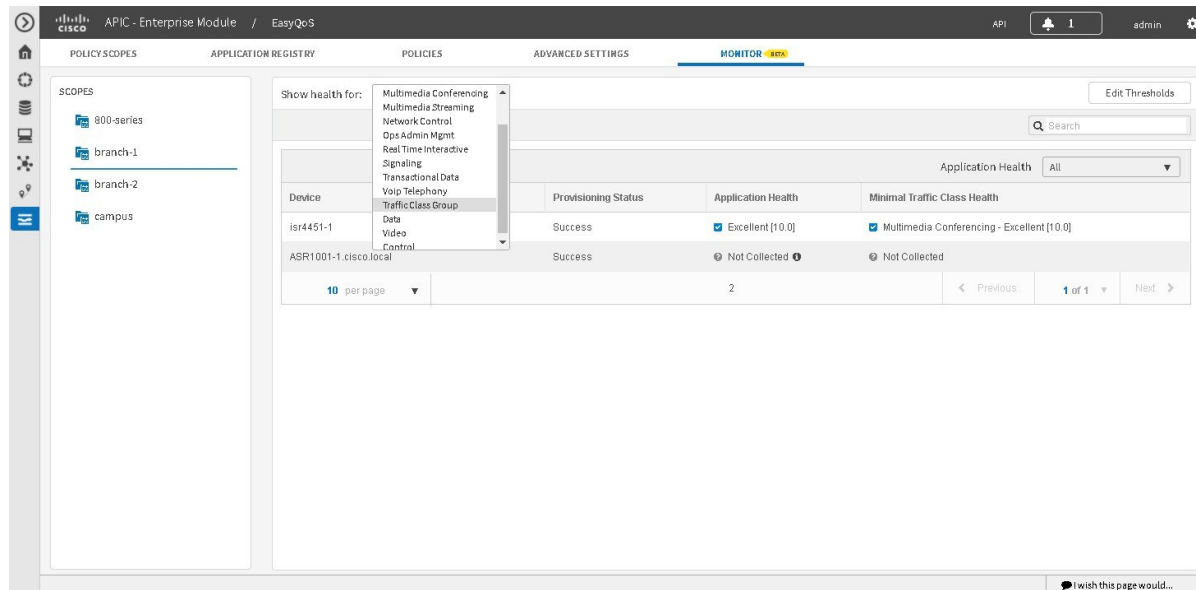 cisco APIC - Enterprise Module / EasyQoS API 1 admin
POLICY SCOPES APPLICATION REGISTRY POLICIES ADVANCED SETTINGS MONITOR BETA
SCOPES
800-series
branch-1
branch-2
campus
Show health for:
Multimedia Conferencing
Multimedia Streaming
Network Control
Ops Admin Mgmt
Real Time Interactive
Signaling
Transactional Data
Voip Telephony
Traffic Class Group
Data
Video
Control
Edit Thresholds
Search
Application Health All
Device Provisioning Status Application Health Minimal Traffic Class Health
isr4451-1 Success Excellent [10.0] Multimedia Conferencing - Excellent [10.0]
ASR1001-1.cisco.local Success Not Collected Not Collected
10 per page 2 Previous 1 of 1 Next
I wish this page would...